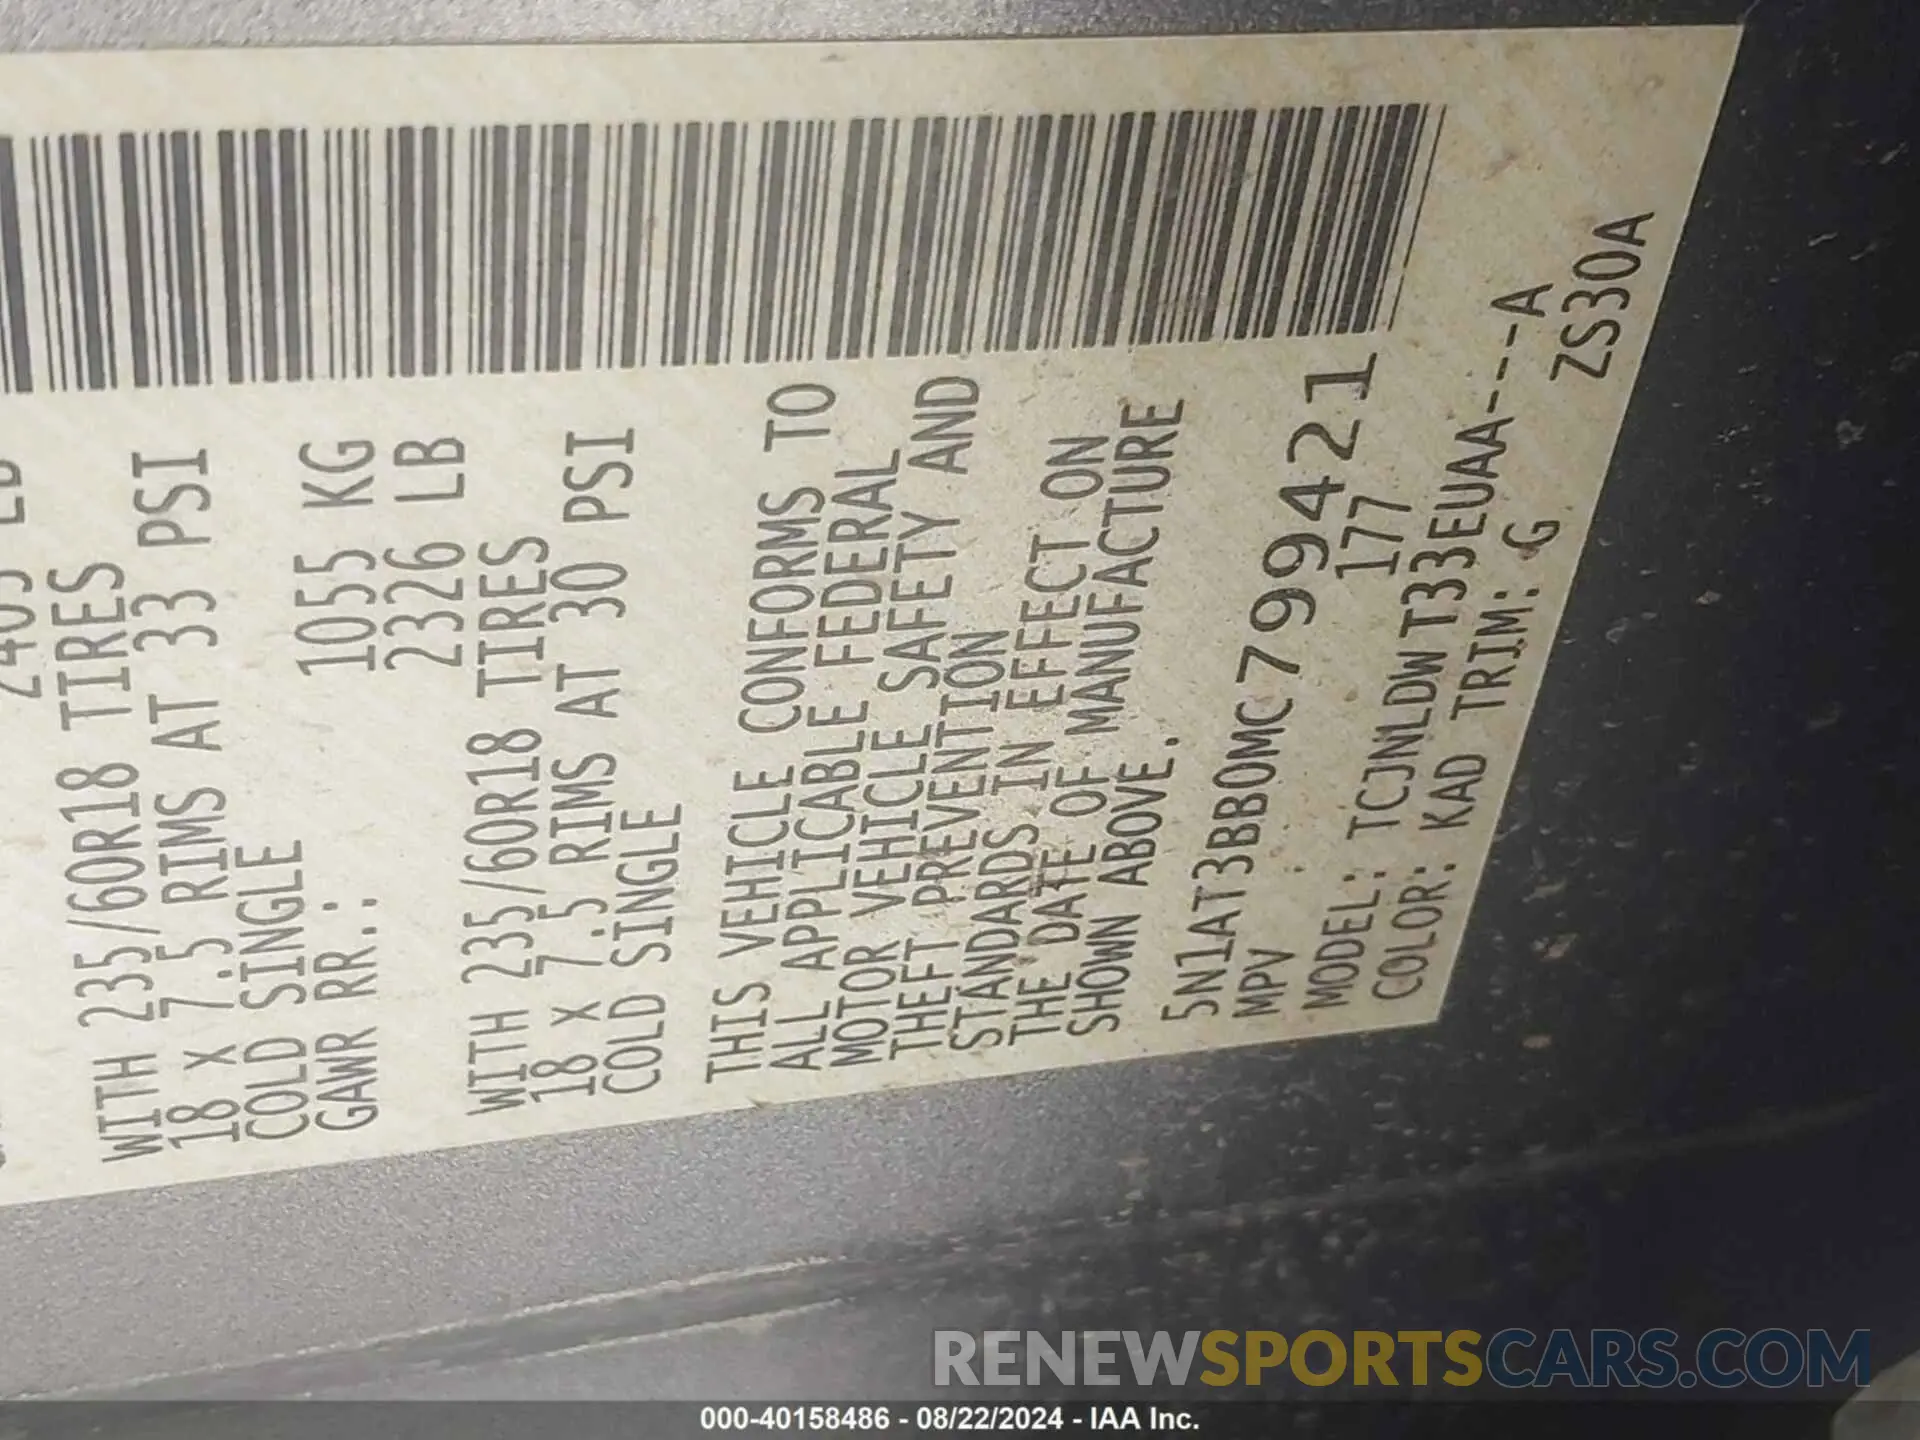 WITH 235/60R18 TIRES
18 X 7.5 RIMS AT 33 PSI
COLD SINGLE
GAWR RR.: 1055 KG
2326 LB
WITH 235/60R18 TIRES
18 X 7.5 RIMS AT 30 PSI
COLD SINGLE
THIS VEHICLE CONFORMS TO
ALL APPLICABLE FEDERAL
MOTOR VEHICLE SAFETY AND
THEFT PREVENTION
STANDARDS IN EFFECT ON
THE DATE OF MANUFACTURE
SHOWN ABOVE.
5N1AT3BB0MC799421
MPV 177
MODEL: TCJNLDWT33EUAA----A
COLOR: KAD TRIM: G ZS30A
RENEWSPORTSCARS.COM
000-40158486 - 08/22/2024 - IAA Inc.